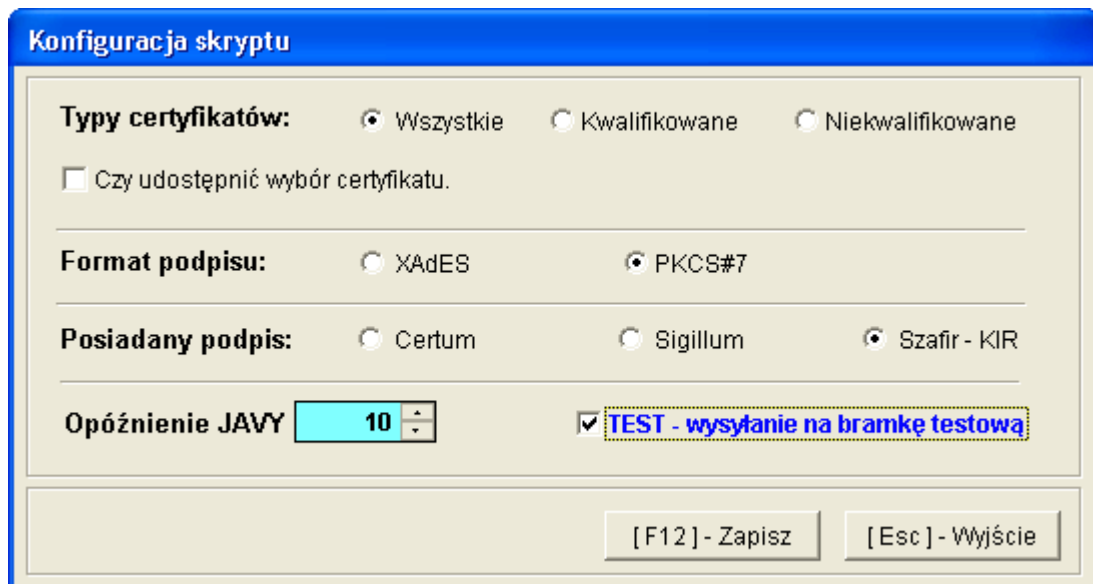 Konfiguracja skryptu
Typy certyfikatów: Wszystkie Kwalifikowane Niekwalifikowane
Czy udostępnić wybór certyfikatu.
Format podpisu: XAdES PKCS#7
Posiadany podpis: Certum Sigillum Szafir - KIR
Opóźnienie JAVY 10 TEST - wysyłanie na bramkę testową
[ F12 ] - Zapisz [ Esc ] - Wyjście